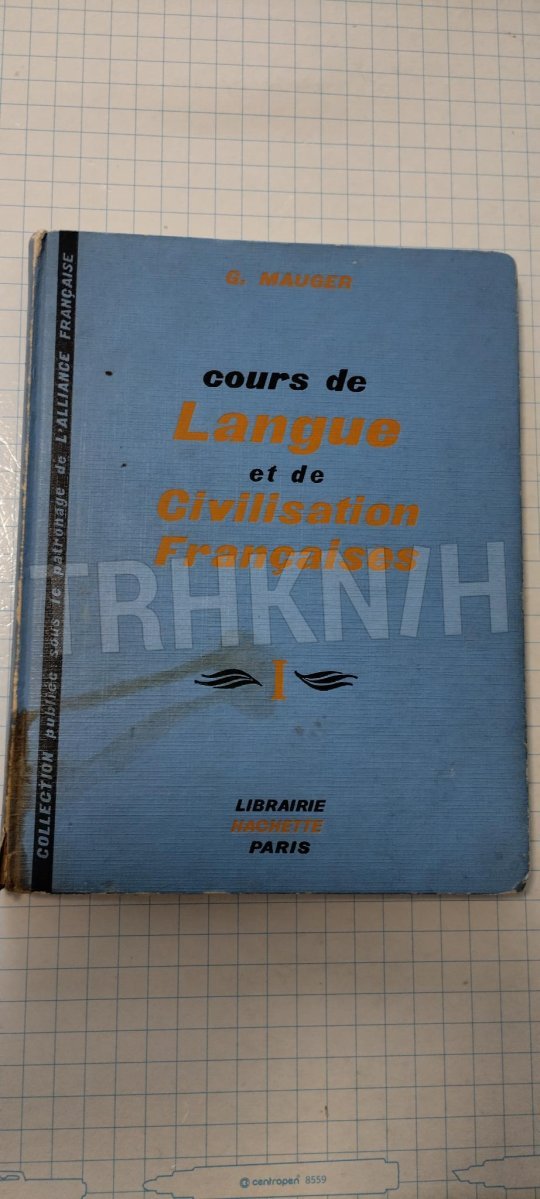 G. MAUGER
cours de
Langue
et de
Civilisation
Françaises
I
LIBRAIRIE
HACHETTE
PARIS
COLLECTION publiée sous le patronage de L'ALLIANCE FRANÇAISE
TRHKN/H
centropen 8559